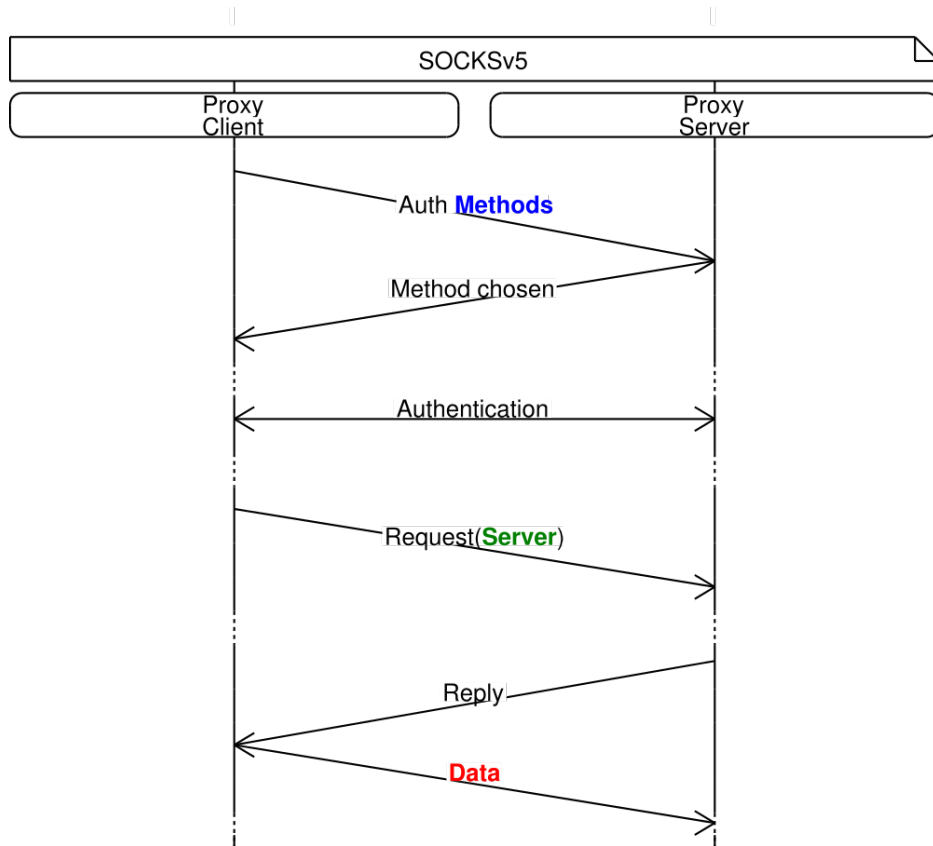 SOCKSv5
Proxy
Client
Proxy
Server
Auth Methods
Method chosen
Authentication
Request(Server)
Reply
Data